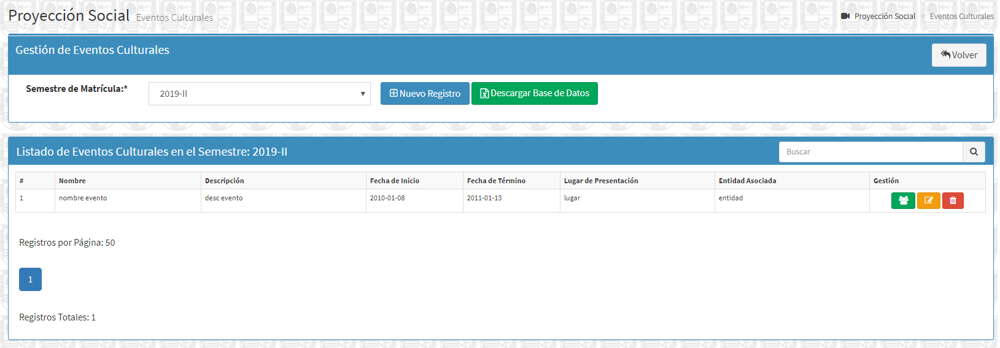 Proyección Social Eventos Culturales
Proyección Social > Eventos Culturales
Gestión de Eventos Culturales
Volver
Semestre de Matrícula:* 2019-II Nuevo Registro Descargar Base de Datos
Listado de Eventos Culturales en el Semestre: 2019-II
Buscar
# Nombre Descripción Fecha de Inicio Fecha de Término Lugar de Presentación Entidad Asociada Gestión
1 nombre evento desc evento 2010-01-08 2011-01-13 lugar entidad
Registros por Página: 50
1
Registros Totales: 1